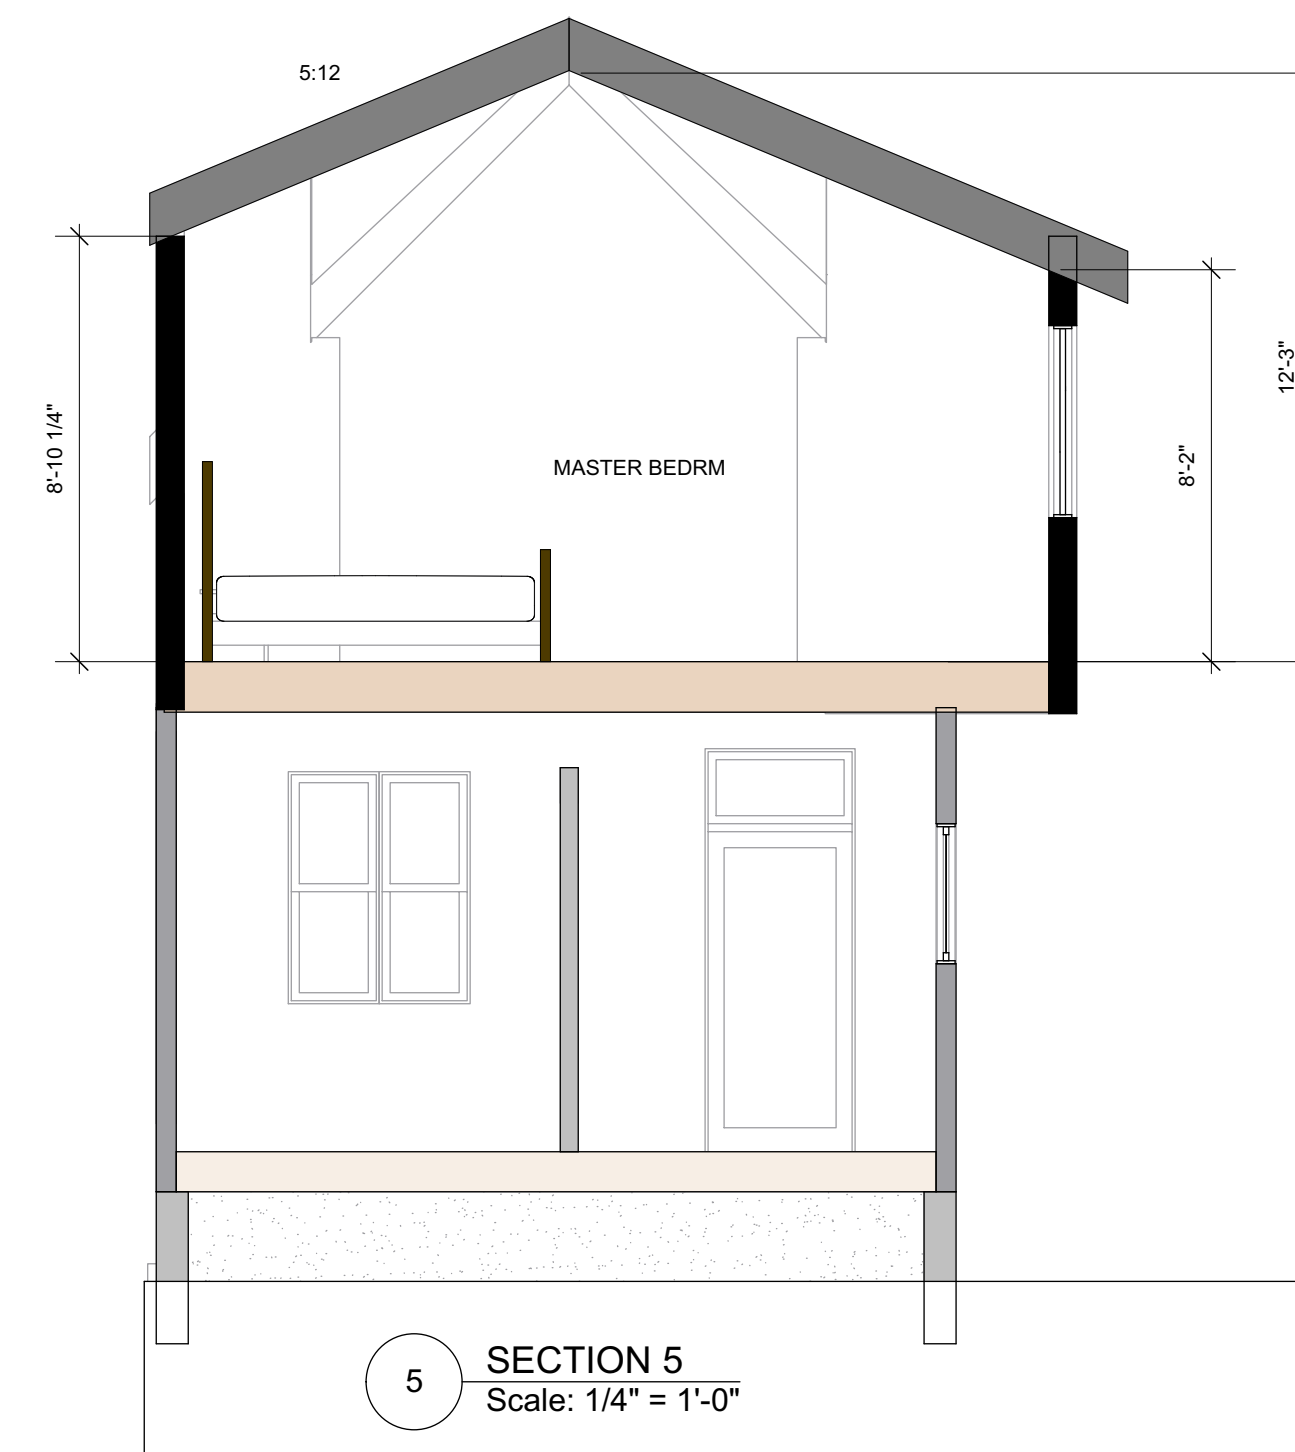 5:12
12'-3"
8'-10 1/4"
8'-2"
MASTER BEDRM
5
SECTION 5
Scale: 1/4" = 1'-0"